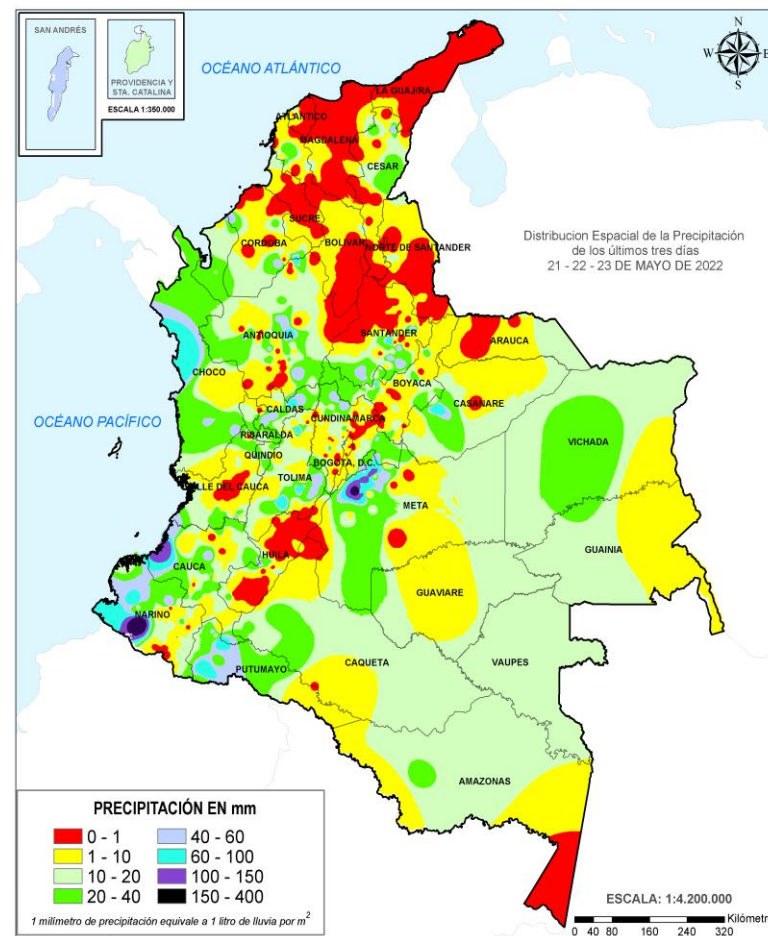 SAN ANDRÉS
PROVIDENCIA Y
STA. CATALINA
ESCALA 1:350.000
OCÉANO ATLÁNTICO
N
W
E
S
LA GUAJIRA
ATLANTICO
MAGDALENA
CESAR
SUCRE
CORDOBA
BOLIVAR
NORTE DE SANTANDER
Distribucion Espacial de la Precipitación
de los últimos tres días
21 - 22 - 23 DE MAYO DE 2022
ANTIOQUIA
SANTANDER
ARAUCA
CHOCO
BOYACA
CASANARE
CALDAS
CUNDINAMARCA
OCÉANO PACÍFICO
RISARALDA
VICHADA
QUINDIO
BOGOTA, D.C.
TOLIMA
VALLE DEL CAUCA
META
GUAINIA
CAUCA
HUILA
GUAVIARE
NARINO
CAQUETA
VAUPES
PUTUMAYO
AMAZONAS
PRECIPITACIÓN EN mm
0 - 1
40 - 60
1 - 10
60 - 100
10 - 20
100 - 150
20 - 40
150 - 400
1 milímetro de precipitación equivale a 1 litro de lluvia por m²
ESCALA: 1:4.200.000
Kilómetr
0 40 80 160 240 320